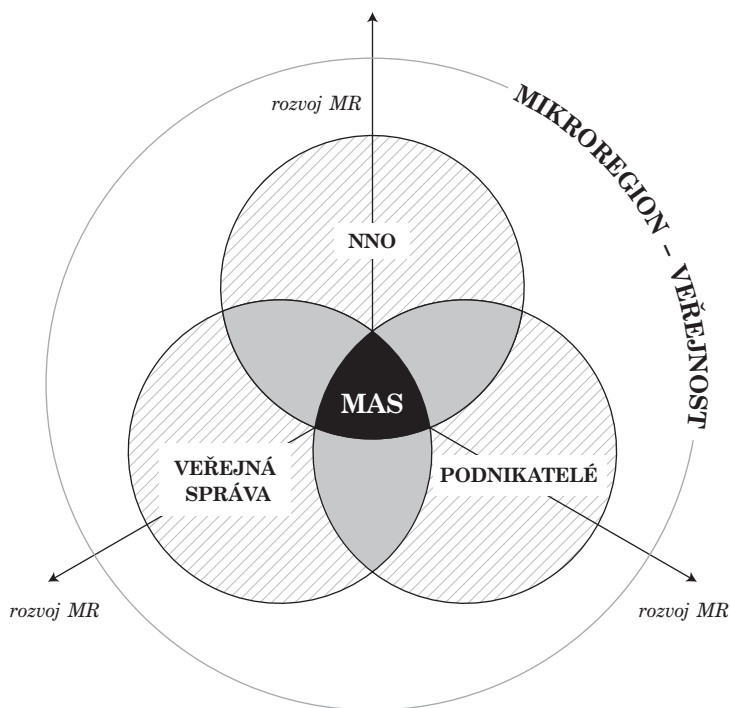 rozvoj MR
MIKROREGION – VEŘEJNOST
NNO
MAS
VEŘEJNÁ
SPRÁVA
PODNIKATELÉ
rozvoj MR
rozvoj MR